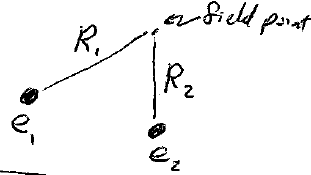 field point
R₁
R₂
e₁
e₂